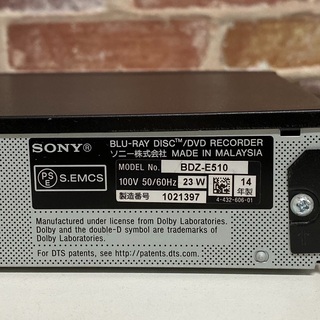 SONY®
BLU-RAY DISC™/DVD RECORDER
ソニー株式会社 MADE IN MALAYSIA
MODEL No. BDZ-E510
PSE S.EMCS
100V 50/60Hz 23 W 14年製
製造番号 1021397
4-432-606-01
Manufactured under license from Dolby Laboratories.
Dolby and the double-D symbol are trademarks of
Dolby Laboratories.
For DTS patents, see http://patents.dts.com.